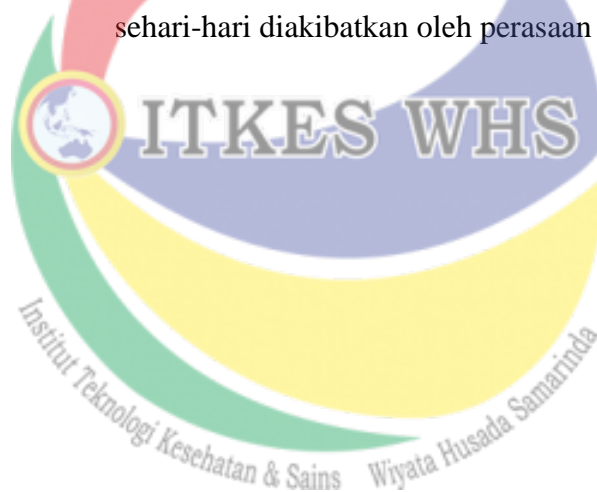 sehari-hari diakibatkan oleh perasaan
ITKES WHS
Institut Teknologi Kesehatan & Sains Wiyata Husada Samarinda